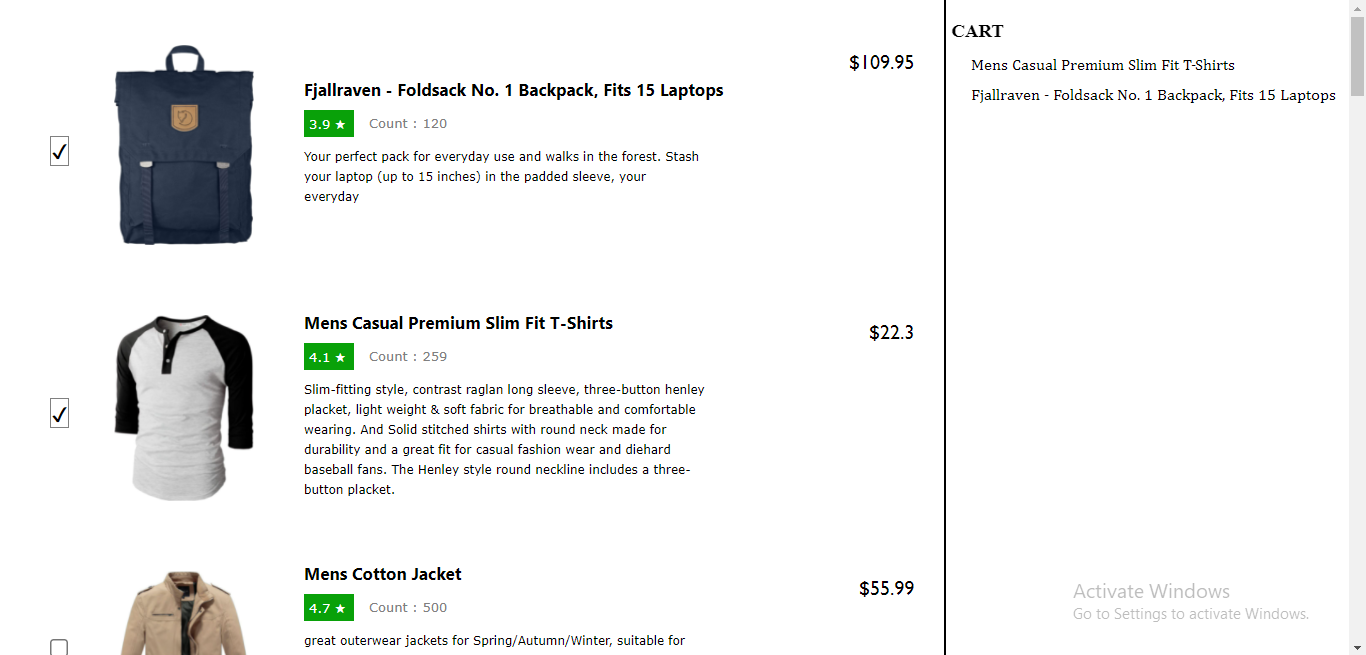 $109.95
Fjallraven - Foldsack No. 1 Backpack, Fits 15 Laptops
3.9 ★ Count : 120
Your perfect pack for everyday use and walks in the forest. Stash
your laptop (up to 15 inches) in the padded sleeve, your
everyday
Mens Casual Premium Slim Fit T-Shirts
$22.3
4.1 ★ Count : 259
Slim-fitting style, contrast raglan long sleeve, three-button henley
placket, light weight & soft fabric for breathable and comfortable
wearing. And Solid stitched shirts with round neck made for
durability and a great fit for casual fashion wear and diehard
baseball fans. The Henley style round neckline includes a three-
button placket.
Mens Cotton Jacket
$55.99
4.7 ★ Count : 500
great outerwear jackets for Spring/Autumn/Winter, suitable for
CART
Mens Casual Premium Slim Fit T-Shirts
Fjallraven - Foldsack No. 1 Backpack, Fits 15 Laptops
Activate Windows
Go to Settings to activate Windows.